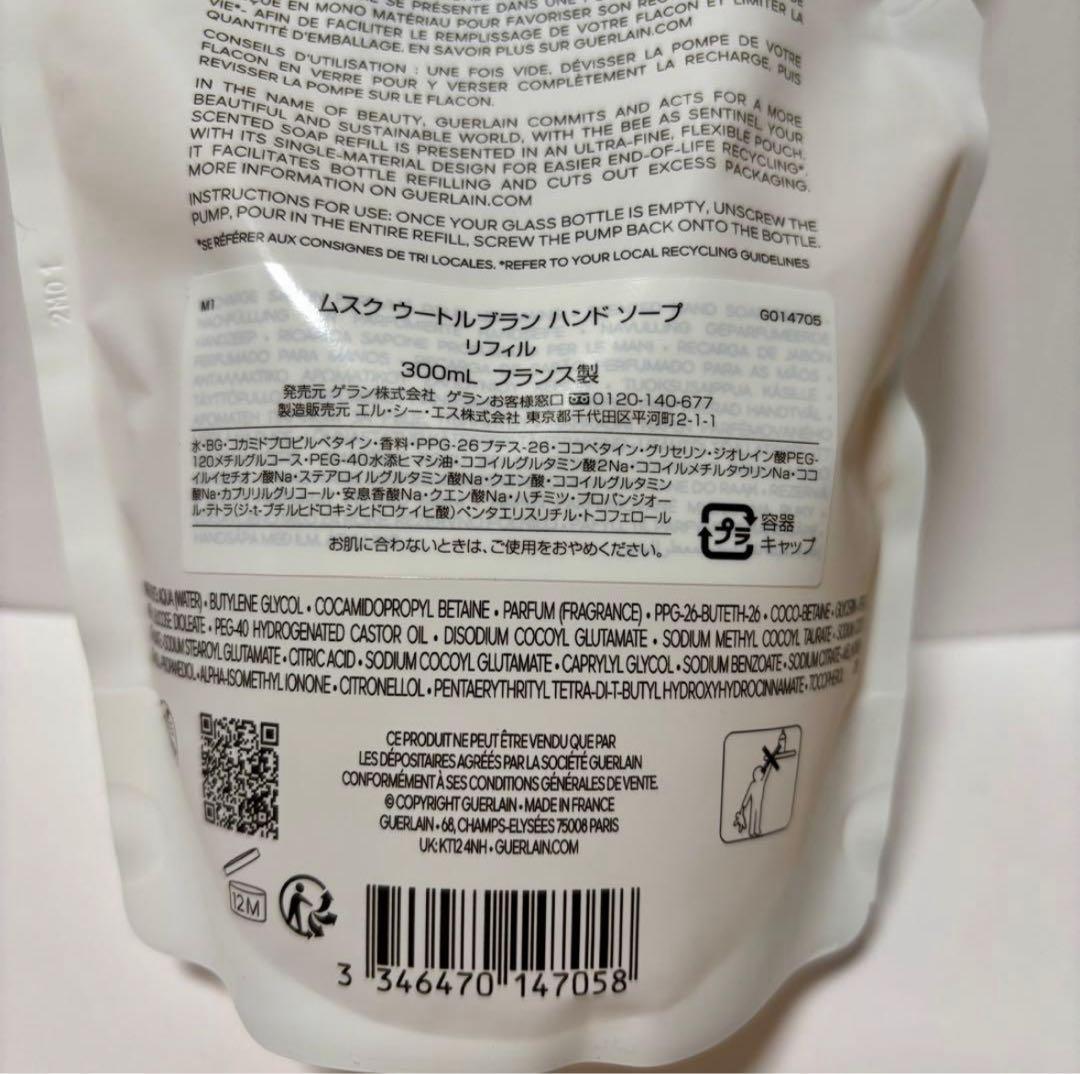 SE PRÉSENTE DANS UNE
EN MONO MATÉRIAU POUR FAVORISER SON
VIE*. AFIN DE FACILITER LE REMPLISSAGE DE VOTRE FLACON ET LIMITER LA
QUANTITÉ D'EMBALLAGE. EN SAVOIR PLUS SUR GUERLAIN.COM
CONSEILS D'UTILISATION : UNE FOIS VIDE, DÉVISSER LA POMPE DE VOTRE
FLACON EN VERRE POUR Y VERSER COMPLÈTEMENT LA RECHARGE, PUIS
REVISSER LA POMPE SUR LE FLACON.
IN THE NAME OF BEAUTY, GUERLAIN COMMITS AND ACTS FOR A MORE
BEAUTIFUL AND SUSTAINABLE WORLD, WITH THE BEE AS SENTINEL. YOUR
SCENTED SOAP REFILL IS PRESENTED IN AN ULTRA-FINE, FLEXIBLE POUCH,
WITH ITS SINGLE-MATERIAL DESIGN FOR EASIER END-OF-LIFE RECYCLING*.
IT FACILITATES BOTTLE REFILLING AND CUTS OUT EXCESS PACKAGING.
MORE INFORMATION ON GUERLAIN.COM
INSTRUCTIONS FOR USE: ONCE YOUR GLASS BOTTLE IS EMPTY, UNSCREW THE
PUMP, POUR IN THE ENTIRE REFILL, SCREW THE PUMP BACK ONTO THE BOTTLE.
*SE RÉFÉRER AUX CONSIGNES DE TRI LOCALES. *REFER TO YOUR LOCAL RECYCLING GUIDELINES
2M01
M1 ムスク ウートルブラン ハンド ソープ G014705
リフィル
300mL フランス製
発売元 ゲラン株式会社 ゲランお客様窓口 0120-140-677
製造販売元 エル・シー・エス株式会社 東京都千代田区平河町2-1-1
水・BG・コカミドプロピルベタイン・香料・PPG-26ブテス-26・ココベタイン・グリセリン・ジオレイン酸PEG-
120メチルグルコース・PEG-40水添ヒマシ油・ココイルグルタミン酸2Na・ココイルメチルタウリンNa・ココ
イルイセチオン酸Na・ステアロイルグルタミン酸Na・クエン酸・ココイルグルタミン
酸Na・カプリリルグリコール・安息香酸Na・クエン酸Na・ハチミツ・プロパンジオー
ル・テトラ(ジ-t-ブチルヒドロキシヒドロケイヒ酸)ペンタエリスリチル・トコフェロール
お肌に合わないときは、ご使用をおやめください。
プラ 容器
キャップ
AQUA (WATER) • BUTYLENE GLYCOL • COCAMIDOPROPYL BETAINE • PARFUM (FRAGRANCE) • PPG-26-BUTETH-26 • COCO-BETAINE • GLYCERIN
GLUCOSE DIOLEATE • PEG-40 HYDROGENATED CASTOR OIL • DISODIUM COCOYL GLUTAMATE • SODIUM METHYL COCOYL TAURATE • SODIUM
SODIUM STEAROYL GLUTAMATE • CITRIC ACID • SODIUM COCOYL GLUTAMATE • CAPRYLYL GLYCOL • SODIUM BENZOATE • SODIUM CITRATE
PROPANEDIOL • ALPHA-ISOMETHYL IONONE • CITRONELLOL • PENTAERYTHRITYL TETRA-DI-T-BUTYL HYDROXYHYDROCINNAMATE • TOCOPHEROL
CE PRODUIT NE PEUT ÊTRE VENDU QUE PAR
LES DÉPOSITAIRES AGRÉÉS PAR LA SOCIÉTÉ GUERLAIN
CONFORMÉMENT À SES CONDITIONS GÉNÉRALES DE VENTE.
© COPYRIGHT GUERLAIN • MADE IN FRANCE
GUERLAIN • 68, CHAMPS-ELYSÉES 75008 PARIS
UK: KT12 4NH • GUERLAIN.COM
12M
3 346470 147058